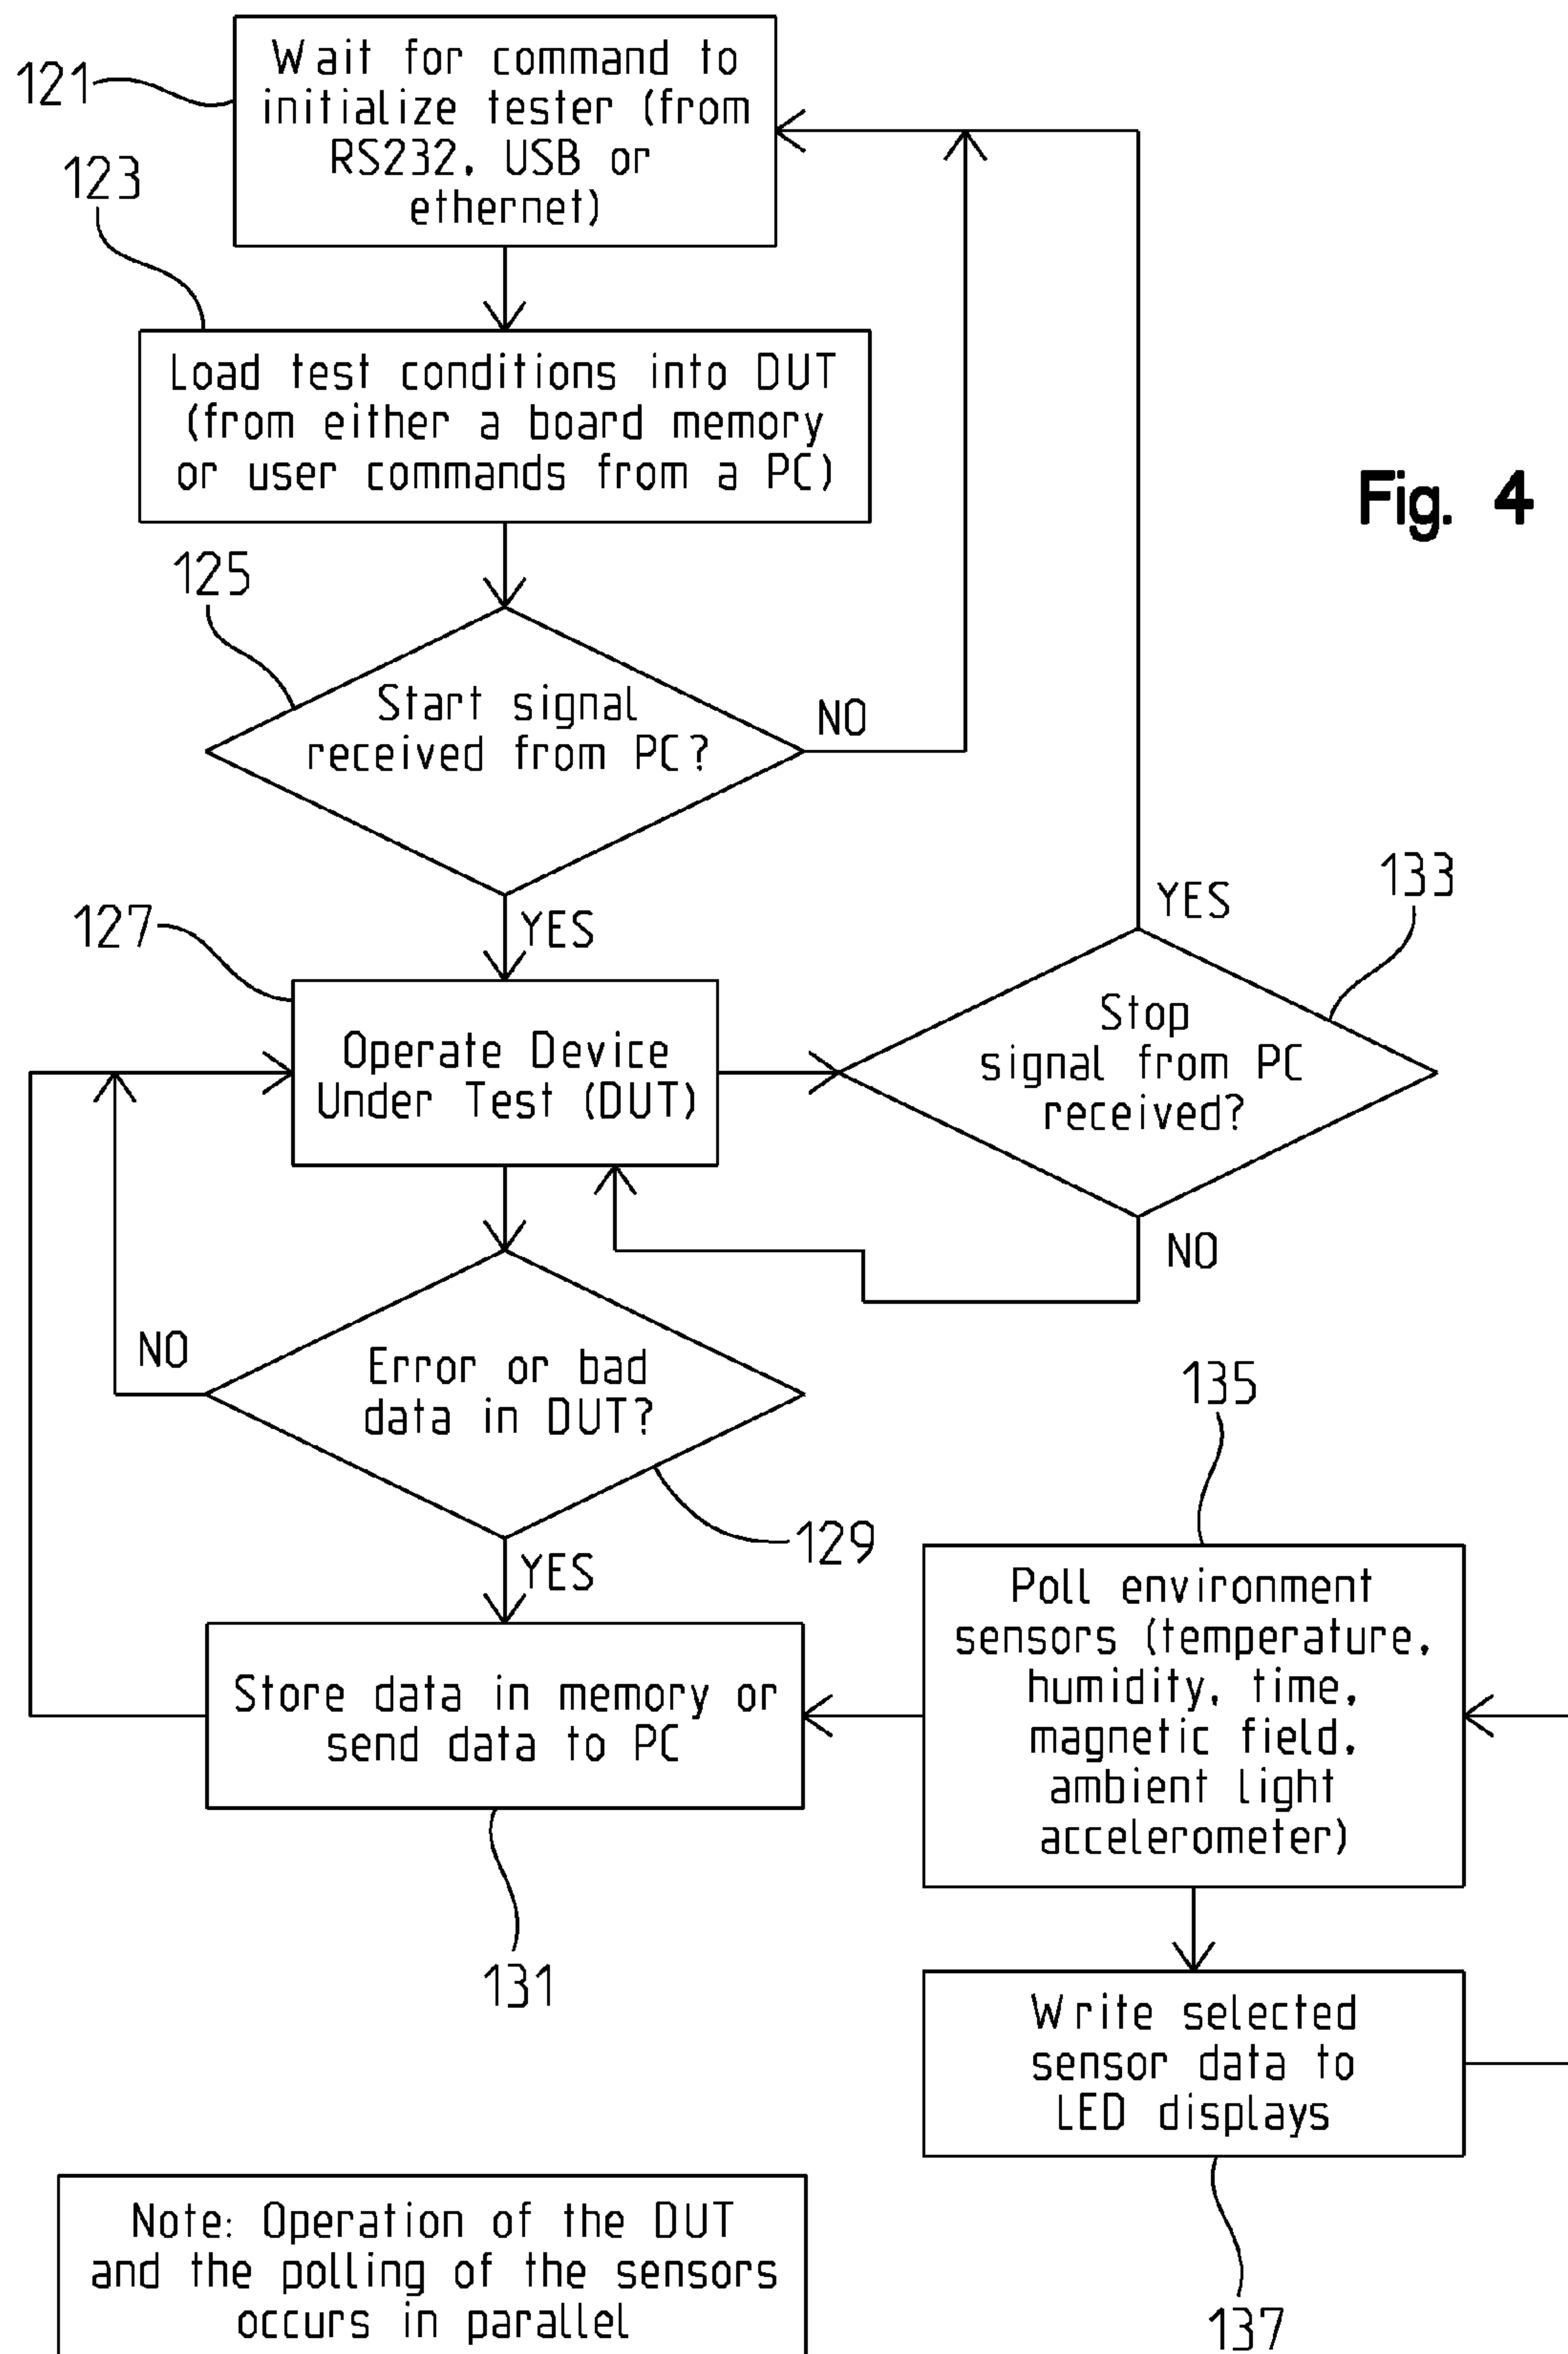 121
Wait for command to
initialize tester (from
RS232, USB or
ethernet)
123
Load test conditions into DUT
(from either a board memory
or user commands from a PC)
Fig. 4
125
Start signal
received from PC?
NO
YES
127
Operate Device
Under Test (DUT)
133
YES
Stop
signal from PC
received?
NO
NO
Error or bad
data in DUT?
129
YES
Store data in memory or
send data to PC
131
135
Poll environment
sensors (temperature,
humidity, time,
magnetic field,
ambient light
accelerometer)
Write selected
sensor data to
LED displays
137
Note: Operation of the DUT
and the polling of the sensors
occurs in parallel